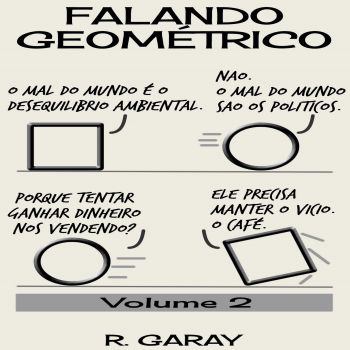 FALANDO
GEOMÉTRICO
O MAL DO MUNDO É O
DESEQUILIBRIO AMBIENTAL.
NAO.
O MAL DO MUNDO
SAO OS POLITICOS.
PORQUE TENTAR
GANHAR DINHEIRO
NOS VENDENDO?
ELE PRECISA
MANTER O VICIO.
O CAFÉ.
Volume 2
R. GARAY